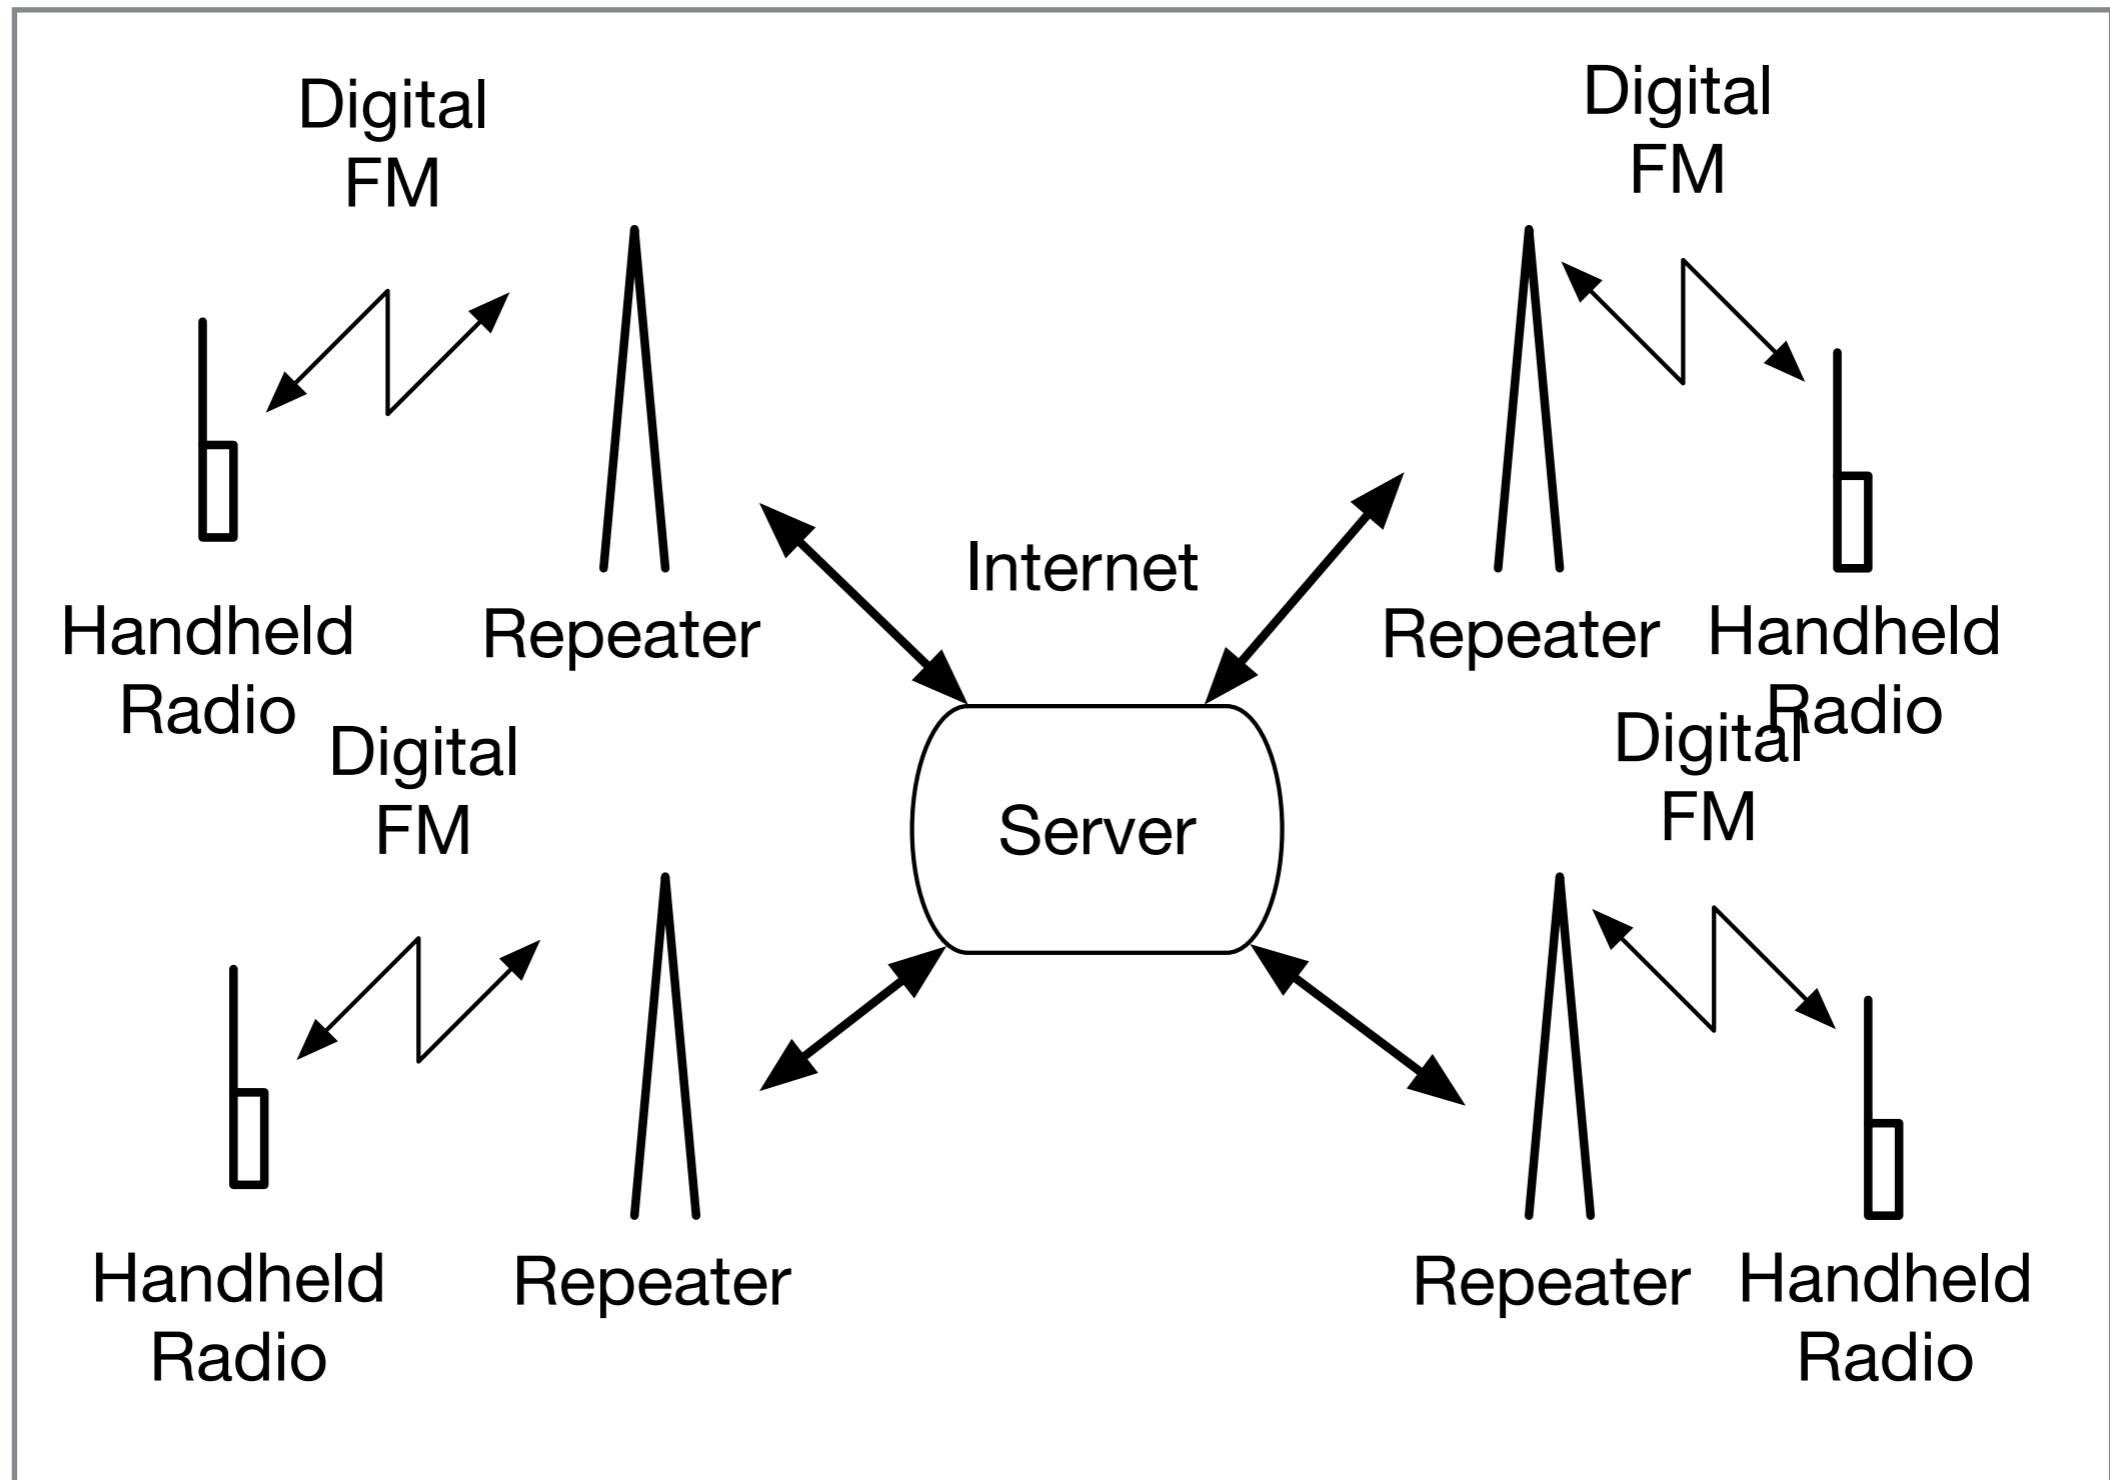 Digital
FM
Digital
FM
Internet
Handheld
Radio
Repeater
Repeater
Handheld
Radio
Digital
FM
Server
Digital
FM
Handheld
Radio
Repeater
Repeater
Handheld
Radio